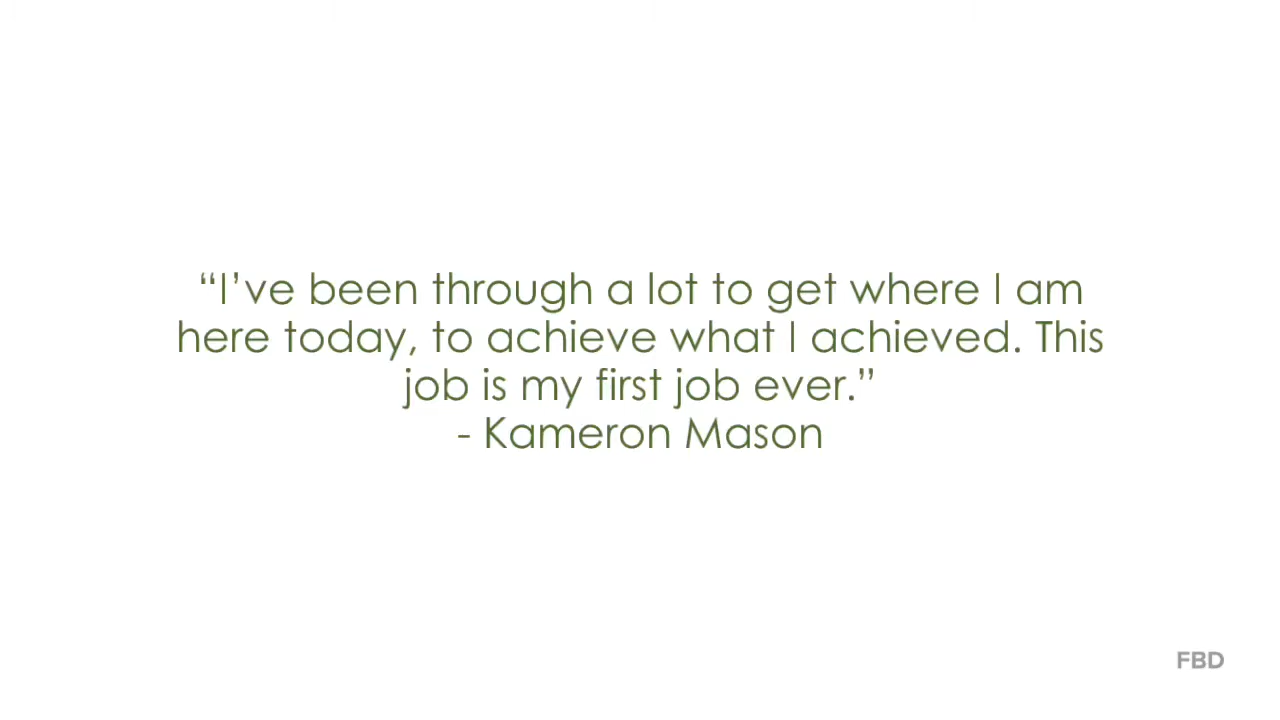 “I’ve been through a lot to get where I am
here today, to achieve what I achieved. This
job is my first job ever.”
- Kameron Mason
FBD